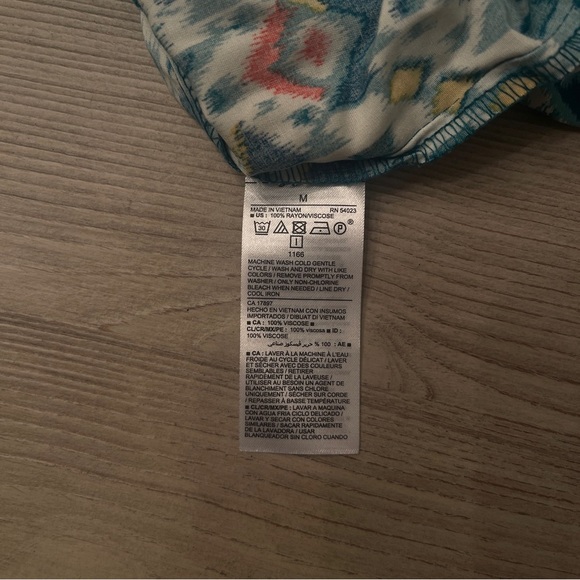 M
MADE IN VIETNAM RN 54023
■ US : 100% RAYON/VISCOSE
30 P ®
I
1166
MACHINE WASH COLD GENTLE
CYCLE / WASH AND DRY WITH LIKE
COLORS / REMOVE PROMPTLY FROM
WASHER / ONLY NON-CHLORINE
BLEACH WHEN NEEDED / LINE DRY /
COOL IRON
CA 17897
HECHO EN VIETNAM CON INSUMOS
IMPORTADOS / DIBUAT DI VIETNAM
■ CA : 100% VISCOSE ■
CL/CR/MX/PE : 100% viscosa ■ ID :
100% VISCOSE
■ AE : 100 % حرير فيسكوز صناعي
■ CA : LAVER À LA MACHINE À L'EAU
FROIDE AU CYCLE DÉLICAT / LAVER
ET SÉCHER AVEC DES COULEURS
SEMBLABLES / RETIRER
RAPIDEMENT DE LA LAVEUSE /
UTILISER AU BESOIN UN AGENT DE
BLANCHIMENT SANS CHLORE
UNIQUEMENT / SÉCHER SUR CORDE
/ REPASSER À BASSE TEMPÉRATURE
■ CL/CR/MX/PE : LAVAR A MAQUINA
CON AGUA FRIA CICLO DELICADO /
LAVAR Y SECAR CON COLORES
SIMILARES / SACAR RAPIDAMENTE
DE LA LAVADORA / USAR
BLANQUEADOR SIN CLORO CUANDO